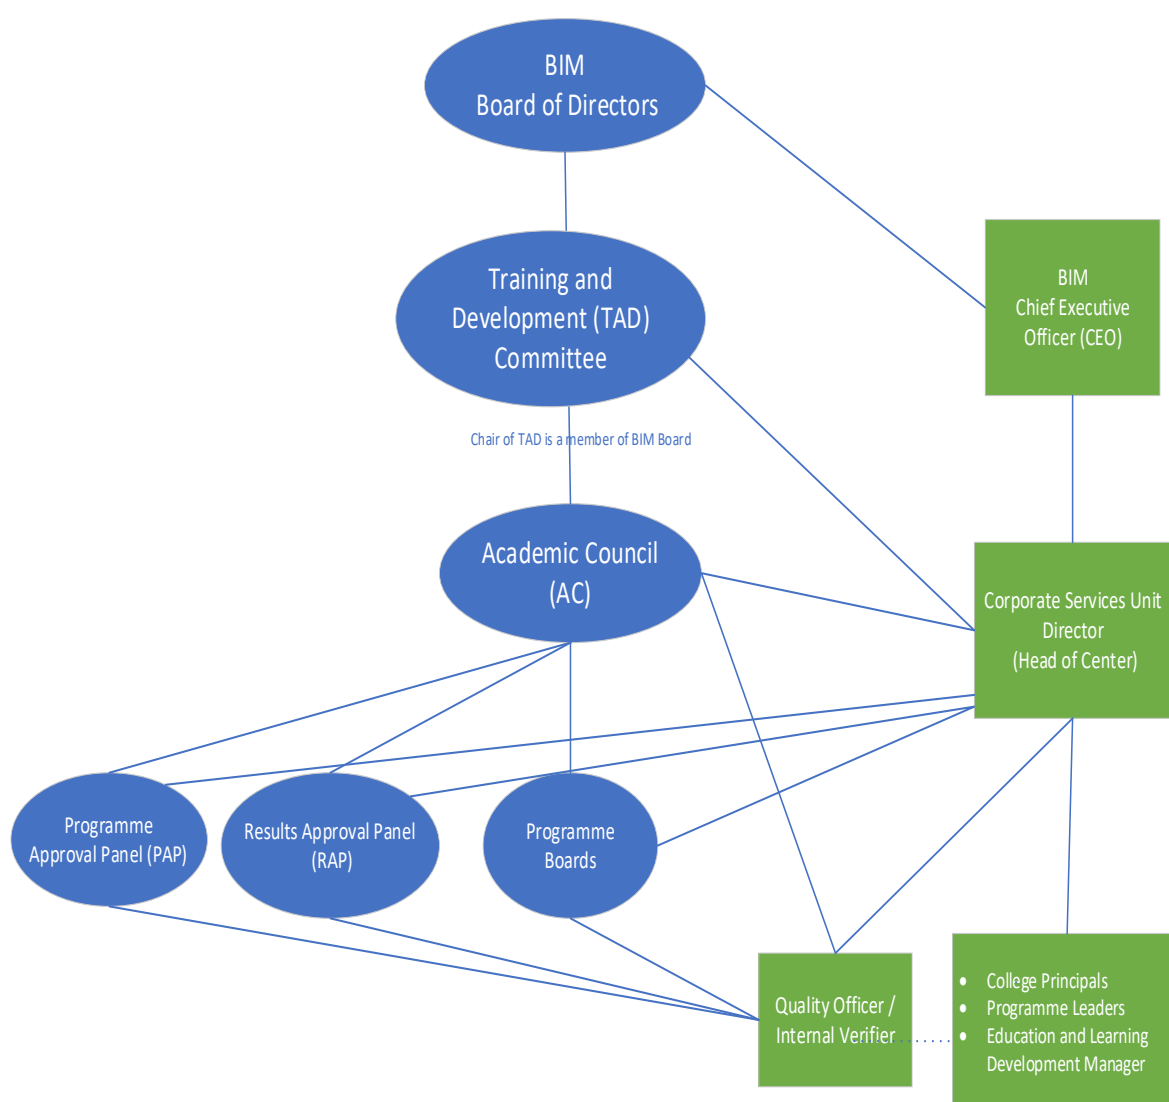 BIM
Board of Directors
BIM
Chief Executive
Officer (CEO)
Training and
Development (TAD)
Committee
Chair of TAD is a member of BIM Board
Academic Council
(AC)
Corporate Services Unit
Director
(Head of Center)
Programme
Approval Panel (PAP)
Results Approval Panel
(RAP)
Programme
Boards
Quality Officer /
Internal Verifier
• College Principals
• Programme Leaders
• Education and Learning
Development Manager